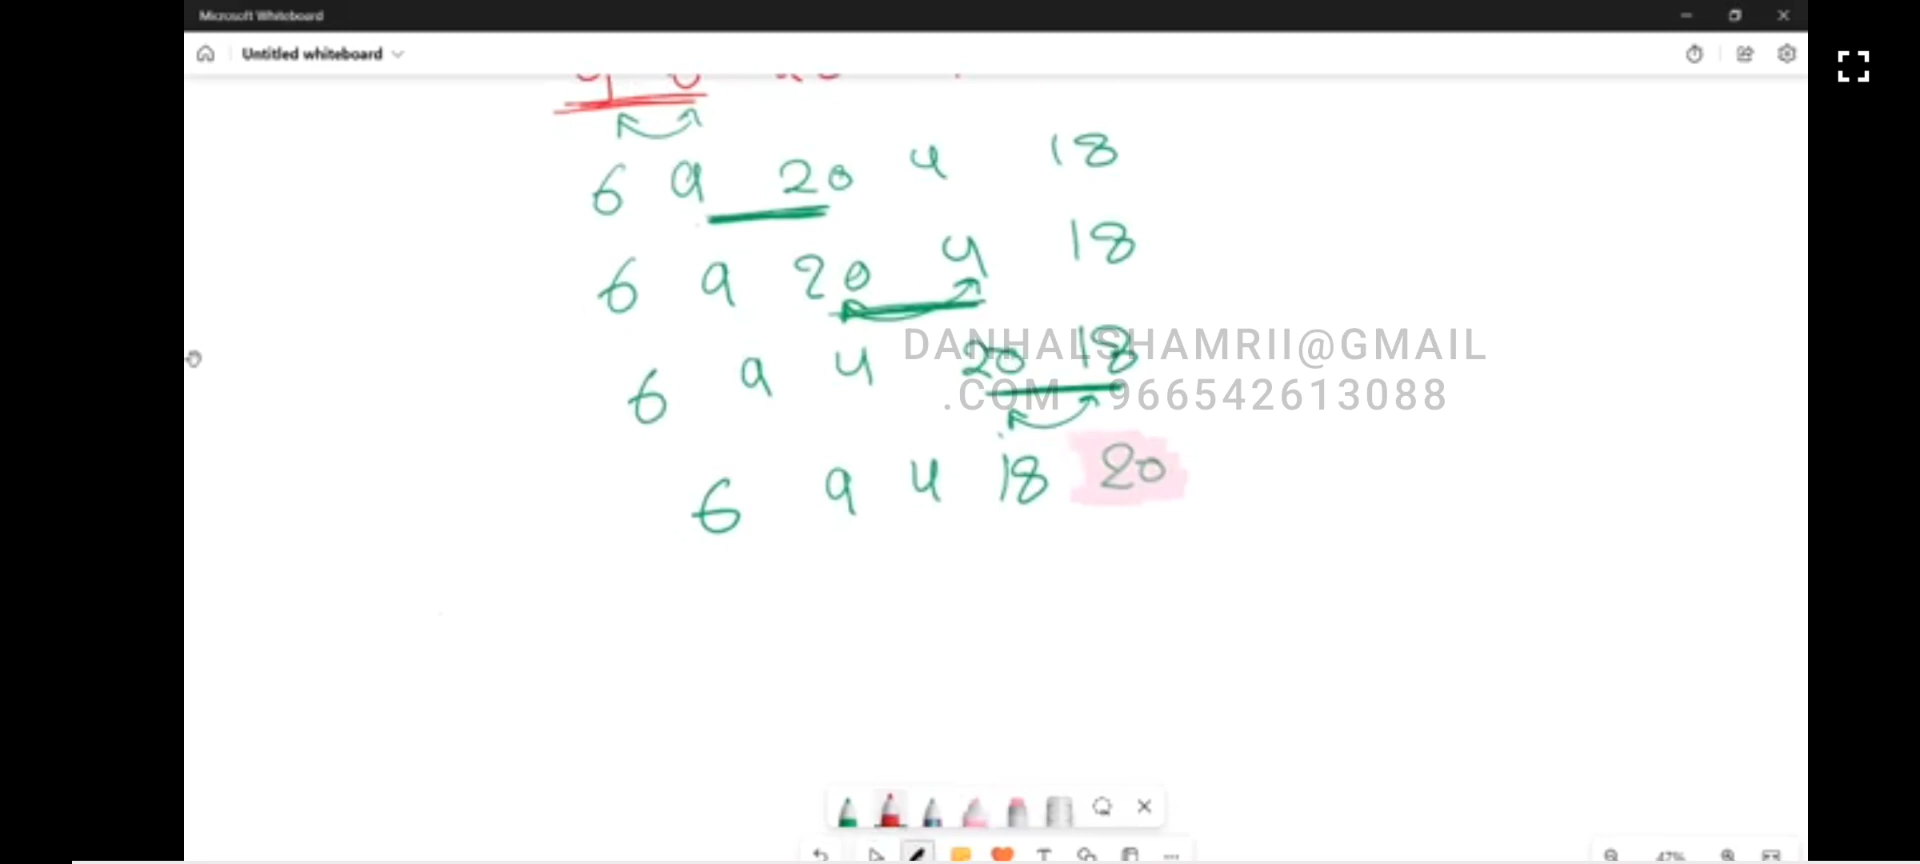 Microsoft Whiteboard
Untitled whiteboard
6 9 20 4 18
6 9 20 4 18
6 9 4 20 18
DANHALSHAMRII@GMAIL
.COM 966542613088
6 9 4 18 20
47%